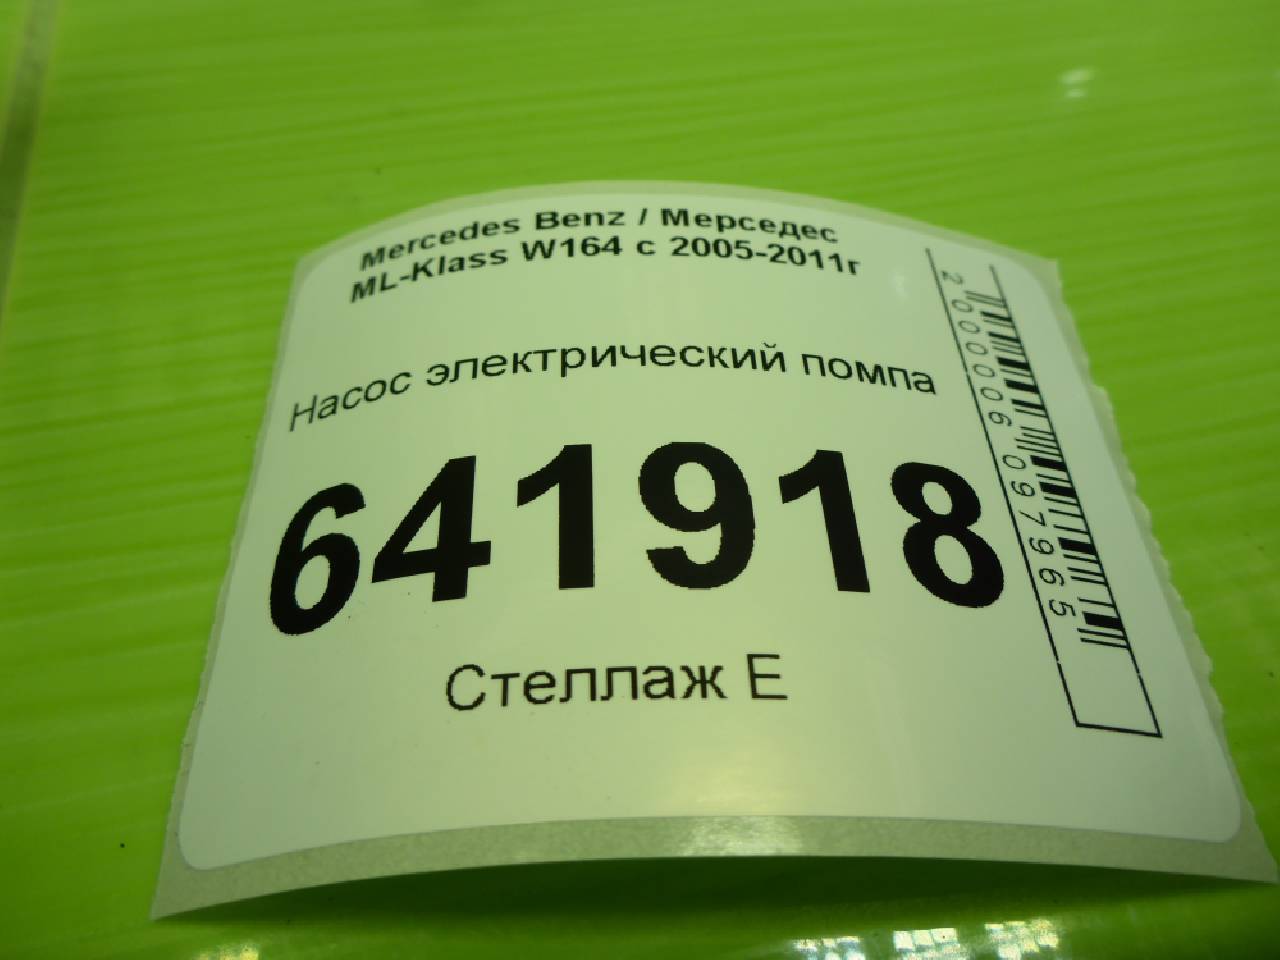 Mercedes Benz / Мерседес
ML-Klass W164 с 2005-2011г
Насос электрический помпа
641918
Стеллаж Е
2000006097965